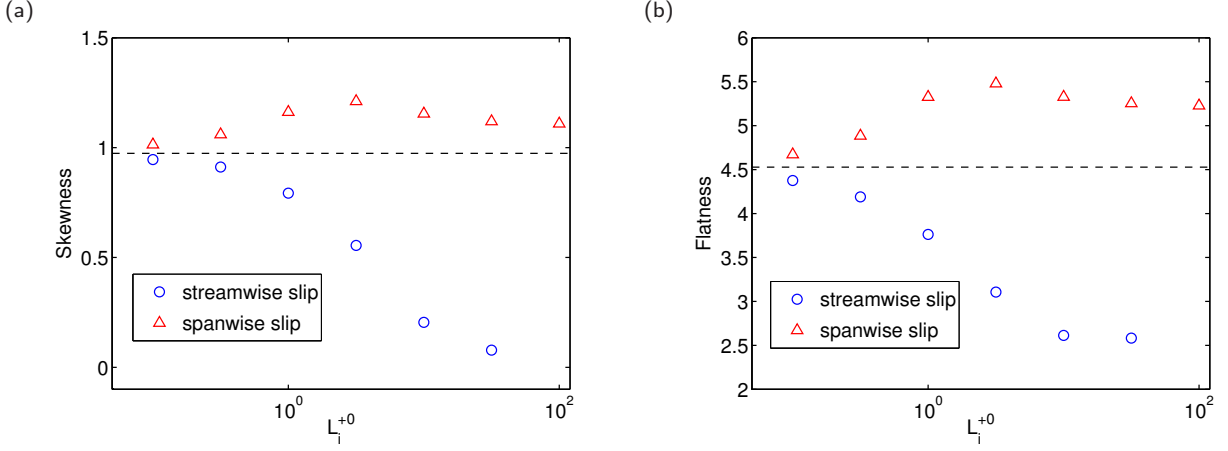 (a)
1.5
1
0.5
0
Skewness
streamwise slip
spanwise slip
10^0
10^2
L_i^{+0}
(b)
6
5.5
5
4.5
4
3.5
3
2.5
2
Flatness
streamwise slip
spanwise slip
10^0
10^2
L_i^{+0}